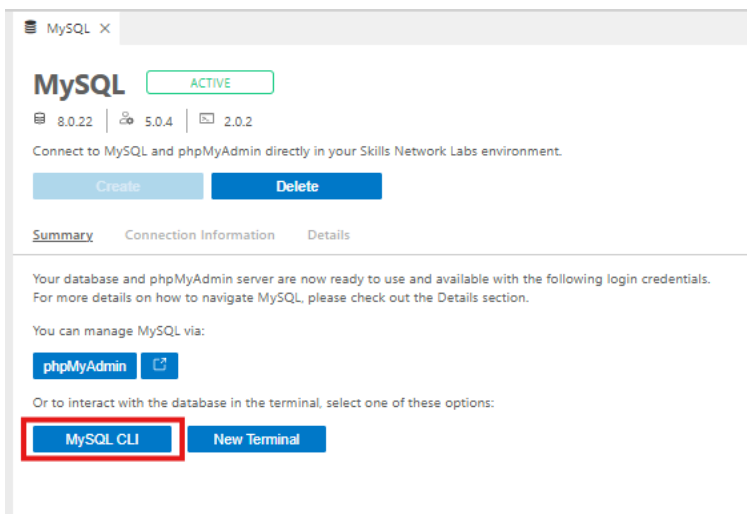 MySQL
MySQL ACTIVE
8.0.22 5.0.4 2.0.2
Connect to MySQL and phpMyAdmin directly in your Skills Network Labs environment.
Create Delete
Summary Connection Information Details
Your database and phpMyAdmin server are now ready to use and available with the following login credentials.
For more details on how to navigate MySQL, please check out the Details section.
You can manage MySQL via:
phpMyAdmin
Or to interact with the database in the terminal, select one of these options:
MySQL CLI New Terminal